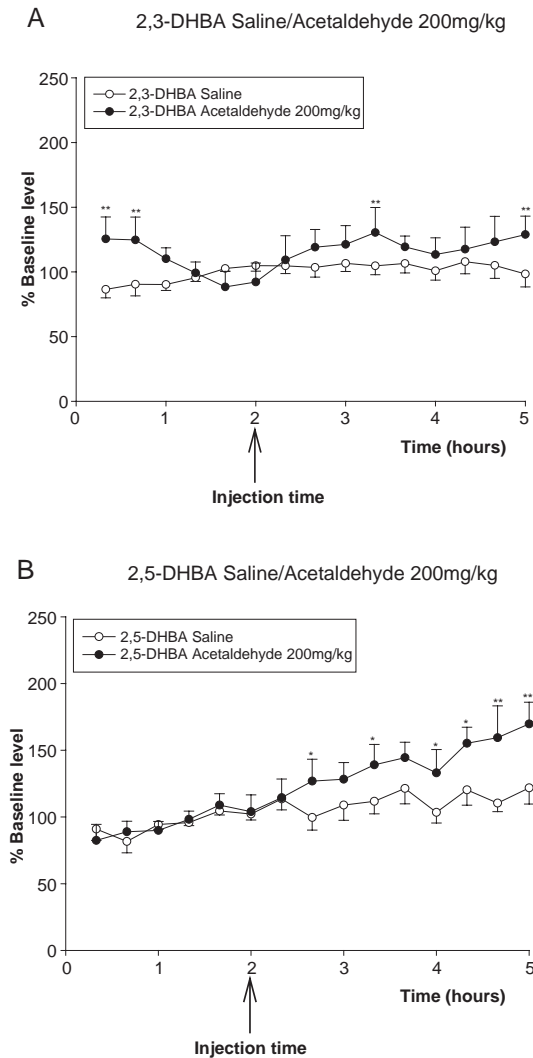 A
2,3-DHBA Saline/Acetaldehyde 200mg/kg
2,3-DHBA Saline
2,3-DHBA Acetaldehyde 200mg/kg
250
200
150
100
50
0
% Baseline level
** ** ** **
0 1 2 3 4 5
Time (hours)
Injection time
B
2,5-DHBA Saline/Acetaldehyde 200mg/kg
2,5-DHBA Saline
2,5-DHBA Acetaldehyde 200mg/kg
250
200
150
100
50
0
% Baseline level
* * * * ** **
0 1 2 3 4 5
Time (hours)
Injection time